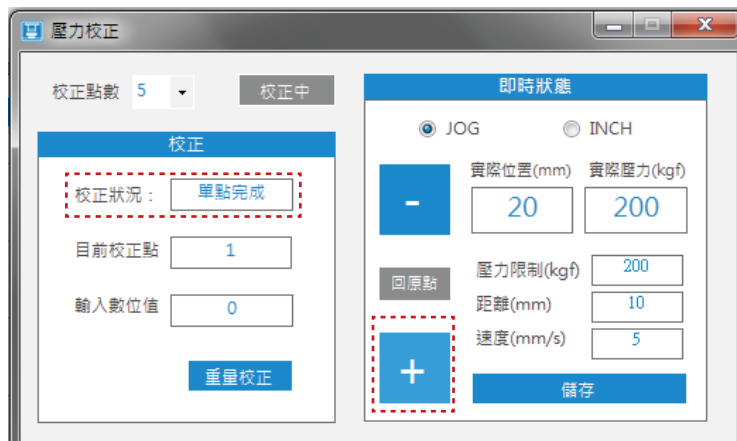 壓力校正
校正點數 5 校正中
校正
校正狀況： 單點完成
目前校正點 1
輸入數位值 0
重量校正
即時狀態
JOG INCH
實際位置(mm) 實際壓力(kgf)
- 20 200
回原點
壓力限制(kgf) 200
距離(mm) 10
速度(mm/s) 5
+
儲存